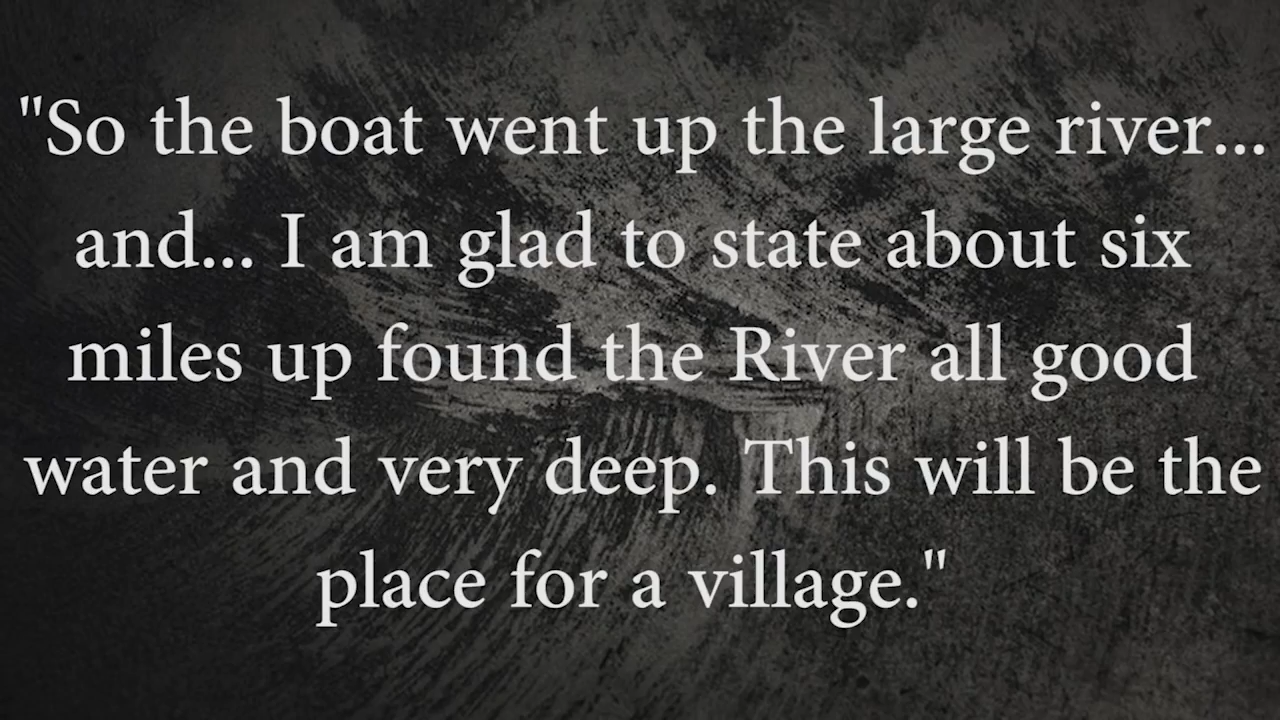 "So the boat went up the large river...
and... I am glad to state about six
miles up found the River all good
water and very deep. This will be the
place for a village."